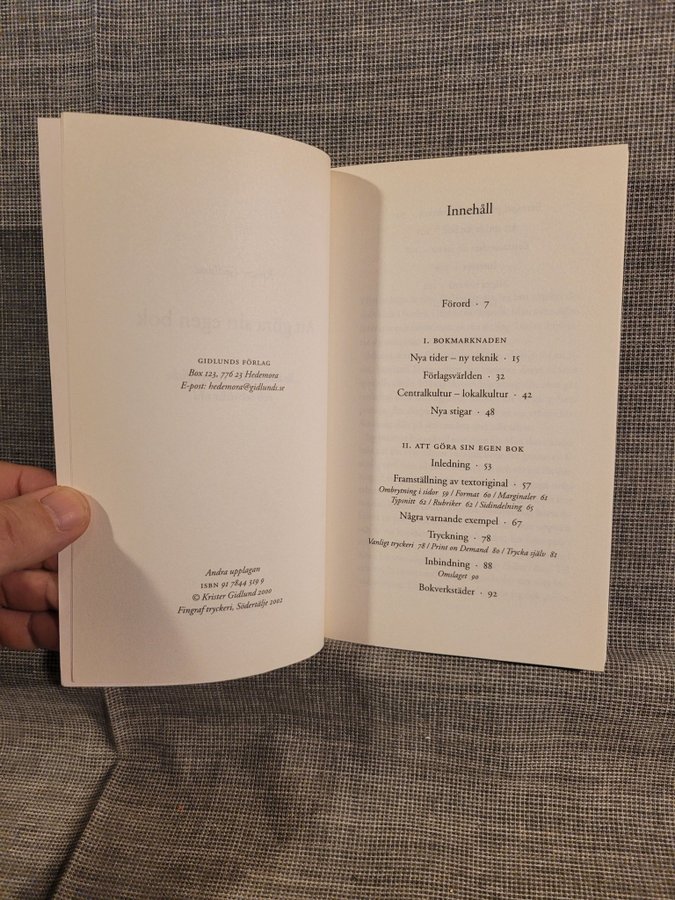 GIDLUNDS FÖRLAG
Box 123, 776 23 Hedemora
E-post: hedemora@gidlunds.se
Andra upplagan
ISBN 91 7844 319 9
© Krister Gidlund 2000
Fingraf tryckeri, Södertälje 2002
Innehåll
Förord · 7
I. BOKMARKNADEN
Nya tider – ny teknik · 15
Förlagsvärlden · 32
Centralkultur – lokalkultur · 42
Nya stigar · 48
II. ATT GÖRA SIN EGEN BOK
Inledning · 53
Framställning av textoriginal · 57
Ombrytning i sidor 59 / Format 60 / Marginaler 61
Typsnitt 62 / Rubriker 62 / Sidindelning 65
Några varnande exempel · 67
Tryckning · 78
Vanligt tryckeri 78 / Print on Demand 80 / Trycka själv 81
Inbindning · 88
Omslaget 90
Bokverkstäder · 92